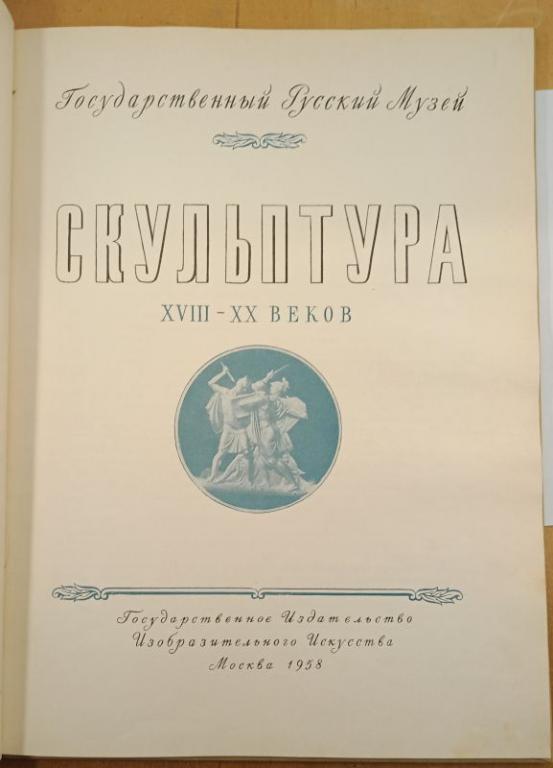 Государственный Русский Музей
СКУЛЬПТУРА
XVIII – XX ВЕКОВ
Государственное Издательство
Изобразительного Искусства
Москва 1958